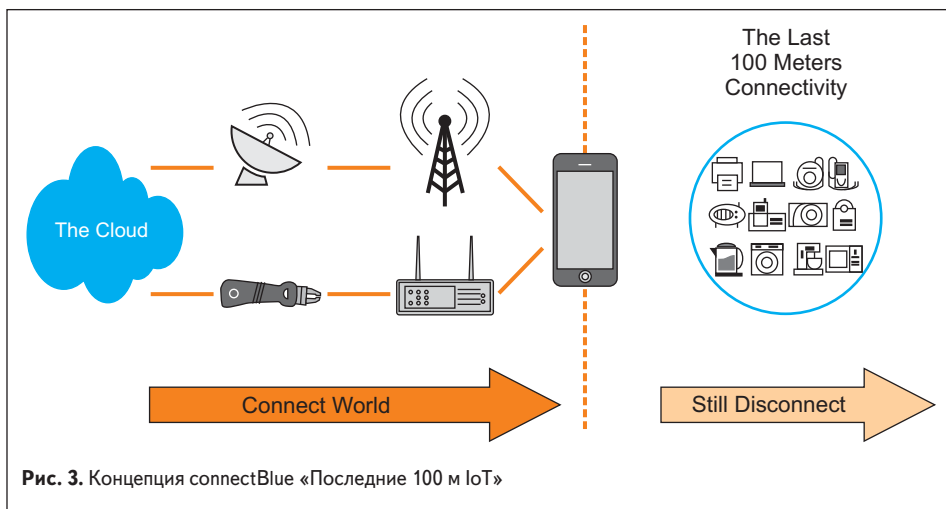 The Last
100 Meters
Connectivity
The Cloud
Connect World
Still Disconnect
Рис. 3. Концепция connectBlue «Последние 100 м IoT»